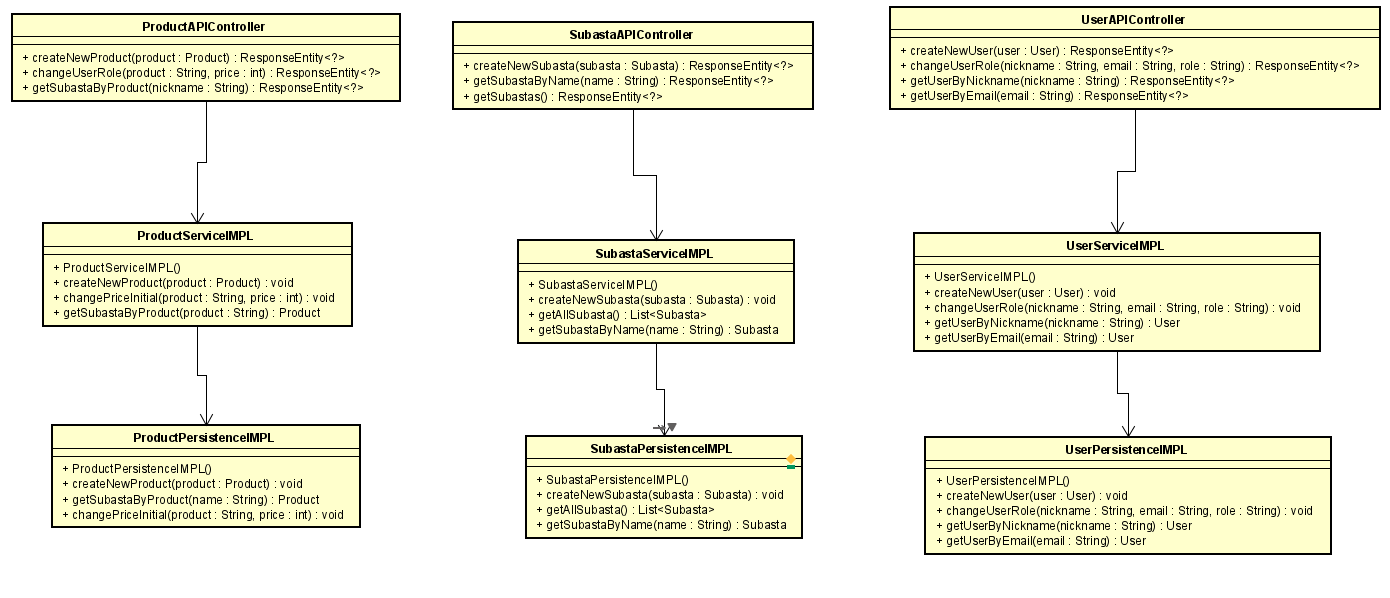 ProductAPIController
+ createNewProduct(product : Product) : ResponseEntity<?>
+ changeUserRole(product : String, price : int) : ResponseEntity<?>
+ getSubastaByProduct(nickname : String) : ResponseEntity<?>
SubastaAPIController
+ createNewSubasta(subasta : Subasta) : ResponseEntity<?>
+ getSubastaByName(name : String) : ResponseEntity<?>
+ getSubastas() : ResponseEntity<?>
UserAPIController
+ createNewUser(user : User) : ResponseEntity<?>
+ changeUserRole(nickname : String, email : String, role : String) : ResponseEntity<?>
+ getUserByNickname(nickname : String) : ResponseEntity<?>
+ getUserByEmail(email : String) : ResponseEntity<?>
ProductServiceIMPL
+ ProductServiceIMPL()
+ createNewProduct(product : Product) : void
+ changePriceInitial(product : String, price : int) : void
+ getSubastaByProduct(product : String) : Product
SubastaServiceIMPL
+ SubastaServiceIMPL()
+ createNewSubasta(subasta : Subasta) : void
+ getAllSubasta() : List<Subasta>
+ getSubastaByName(name : String) : Subasta
UserServiceIMPL
+ UserServiceIMPL()
+ createNewUser(user : User) : void
+ changeUserRole(nickname : String, email : String, role : String) : void
+ getUserByNickname(nickname : String) : User
+ getUserByEmail(email : String) : User
ProductPersistenceIMPL
+ ProductPersistenceIMPL()
+ createNewProduct(product : Product) : void
+ getSubastaByProduct(name : String) : Product
+ changePriceInitial(product : String, price : int) : void
SubastaPersistenceIMPL
+ SubastaPersistenceIMPL()
+ createNewSubasta(subasta : Subasta) : void
+ getAllSubasta() : List<Subasta>
+ getSubastaByName(name : String) : Subasta
UserPersistenceIMPL
+ UserPersistenceIMPL()
+ createNewUser(user : User) : void
+ changeUserRole(nickname : String, email : String, role : String) : void
+ getUserByNickname(nickname : String) : User
+ getUserByEmail(email : String) : User